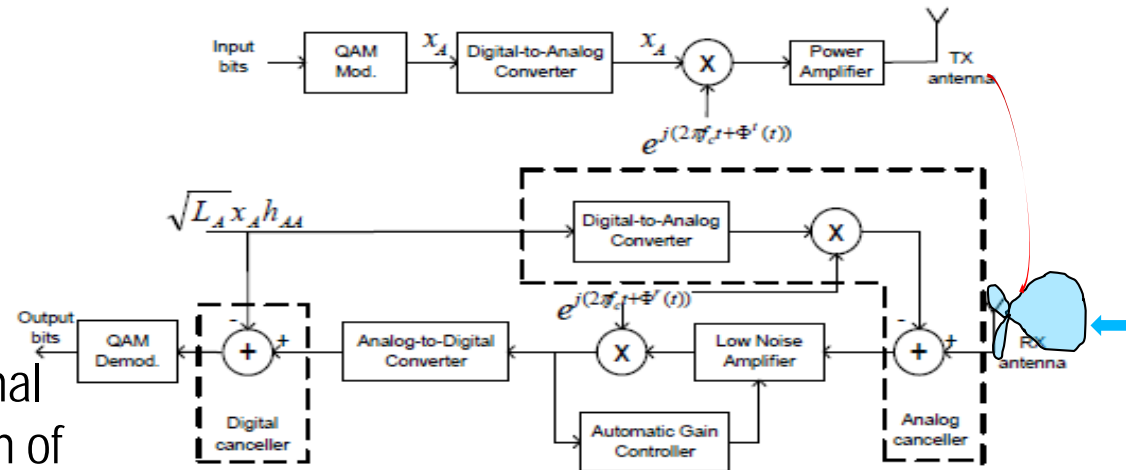 Input
bits
QAM
Mod.
x_A
Digital-to-Analog
Converter
x_A
X
Power
Amplifier
TX
antenna
e^{j(2πf_c t+Φ^t(t))}
√L_A x_A h_AA
Digital-to-Analog
Converter
X
e^{j(2πf_c t+Φ^r(t))}
Output
bits
QAM
Demod.
-
+
+
Analog-to-Digital
Converter
X
Low Noise
Amplifier
-
+
+
RX
antenna
Digital
canceller
Automatic Gain
Controller
Analog
canceller
nal
n of